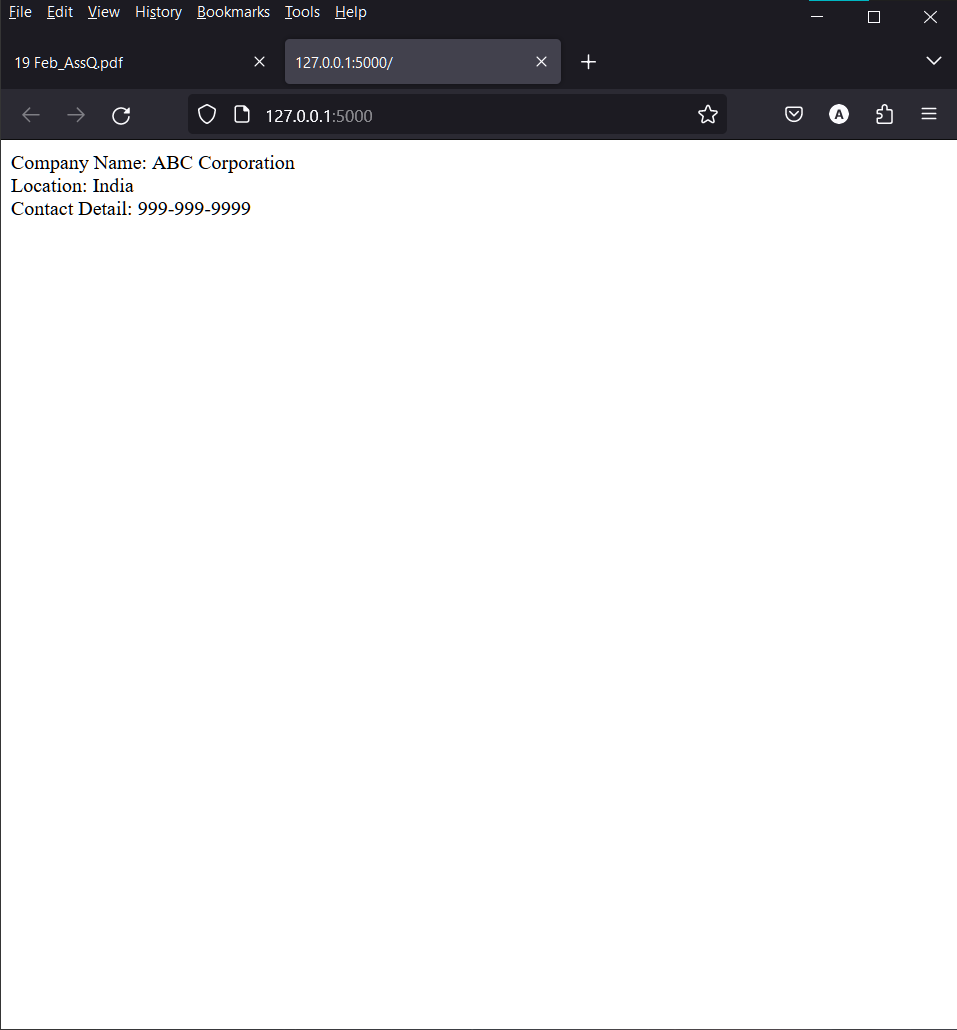 File Edit View History Bookmarks Tools Help
19 Feb_AssQ.pdf 127.0.0.1:5000/
127.0.0.1:5000 A
Company Name: ABC Corporation
Location: India
Contact Detail: 999-999-9999